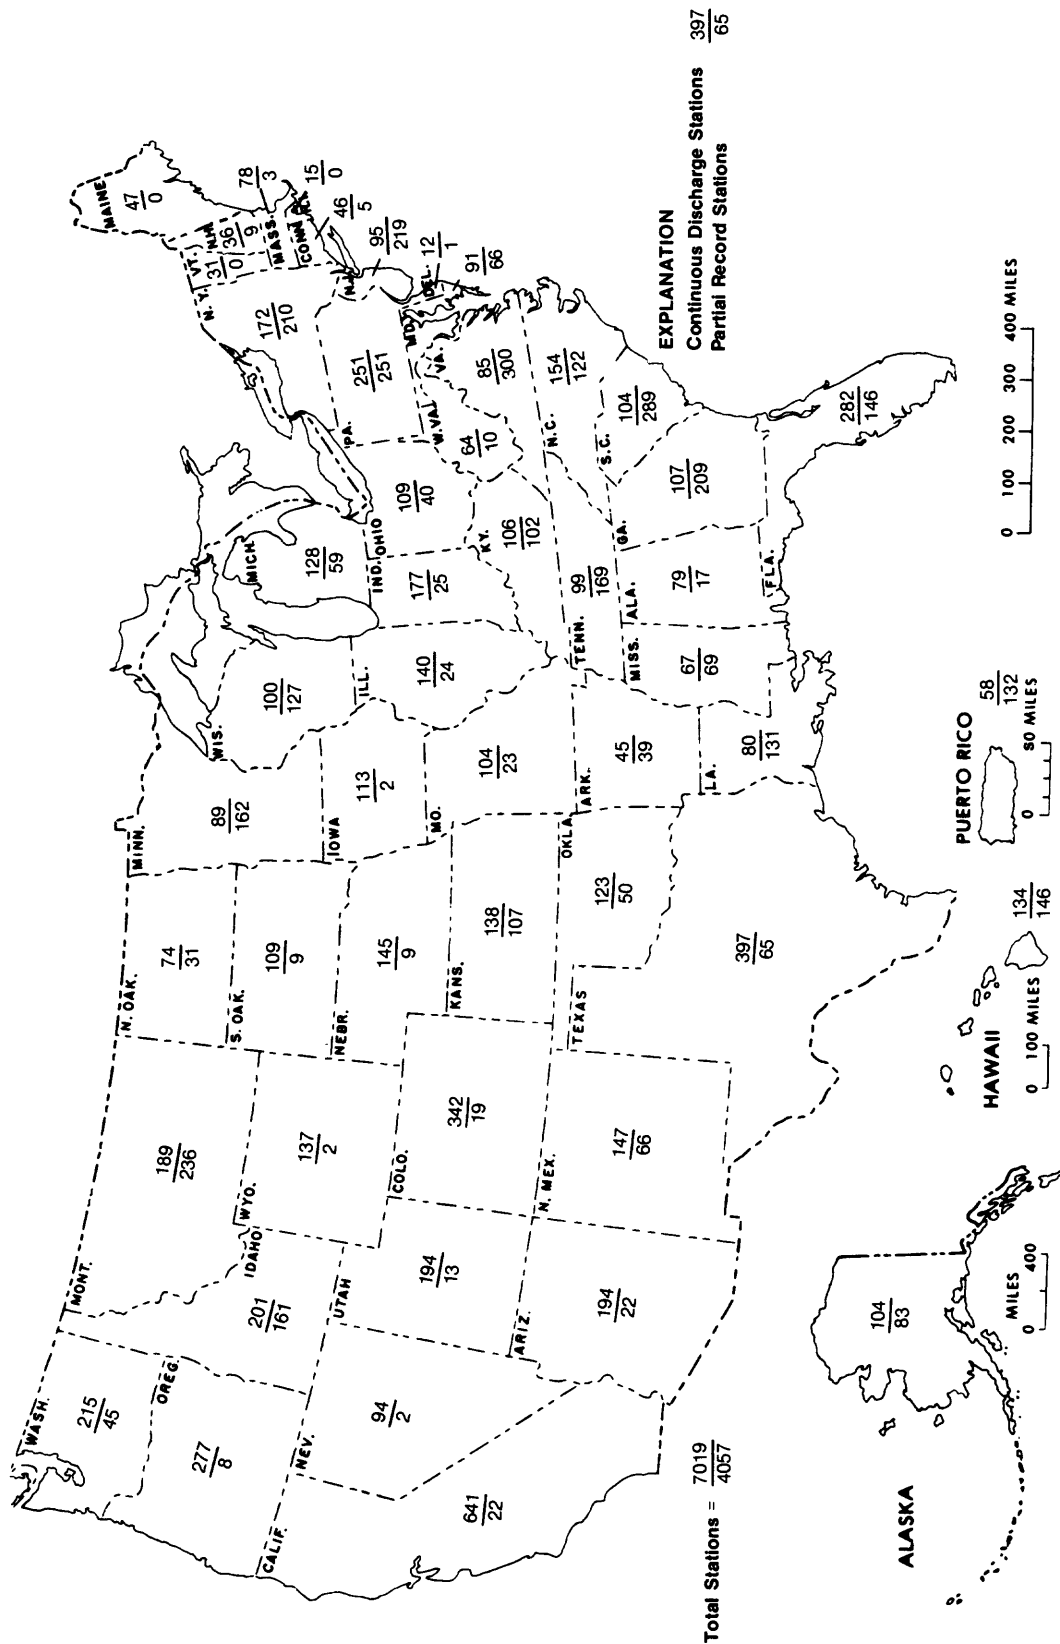 WASH.
215
45
OREG.
277
8
CALIF.
641
22
NEV.
94
2
IDAHO
201
161
MONT.
189
236
WYO.
137
2
UTAH
194
13
COLO.
342
19
ARIZ.
194
22
N. MEX.
147
66
N. OAK.
74
31
S. OAK.
109
9
NEBR.
145
9
KANS.
138
107
OKLA.
123
50
TEXAS
397
65
MINN.
89
162
IOWA
113
2
MO.
104
23
ARK.
45
39
LA.
80
131
WIS.
100
127
ILL.
140
24
MICH.
128
59
IND.
177
25
OHIO
109
40
KY.
106
102
TENN.
99
169
MISS.
67
69
ALA.
79
17
GA.
107
209
FLA.
282
146
S.C.
104
289
N.C.
154
122
VA.
85
300
W.VA.
64
10
MD.
91
66
DEL.
12
1
PA.
251
251
N.J.
95
219
N.Y.
172
210
CONN.
46
5
R.I.
15
0
MASS.
78
3
VT.
31
0
N.H.
36
9
MAINE
47
0
EXPLANATION
Continuous Discharge Stations 397
Partial Record Stations 65
Total Stations = 7019
4057
ALASKA
104
83
MILES
0 400
HAWAII
134
146
0 100 MILES
PUERTO RICO
58
132
0 80 MILES
0 100 200 300 400 MILES